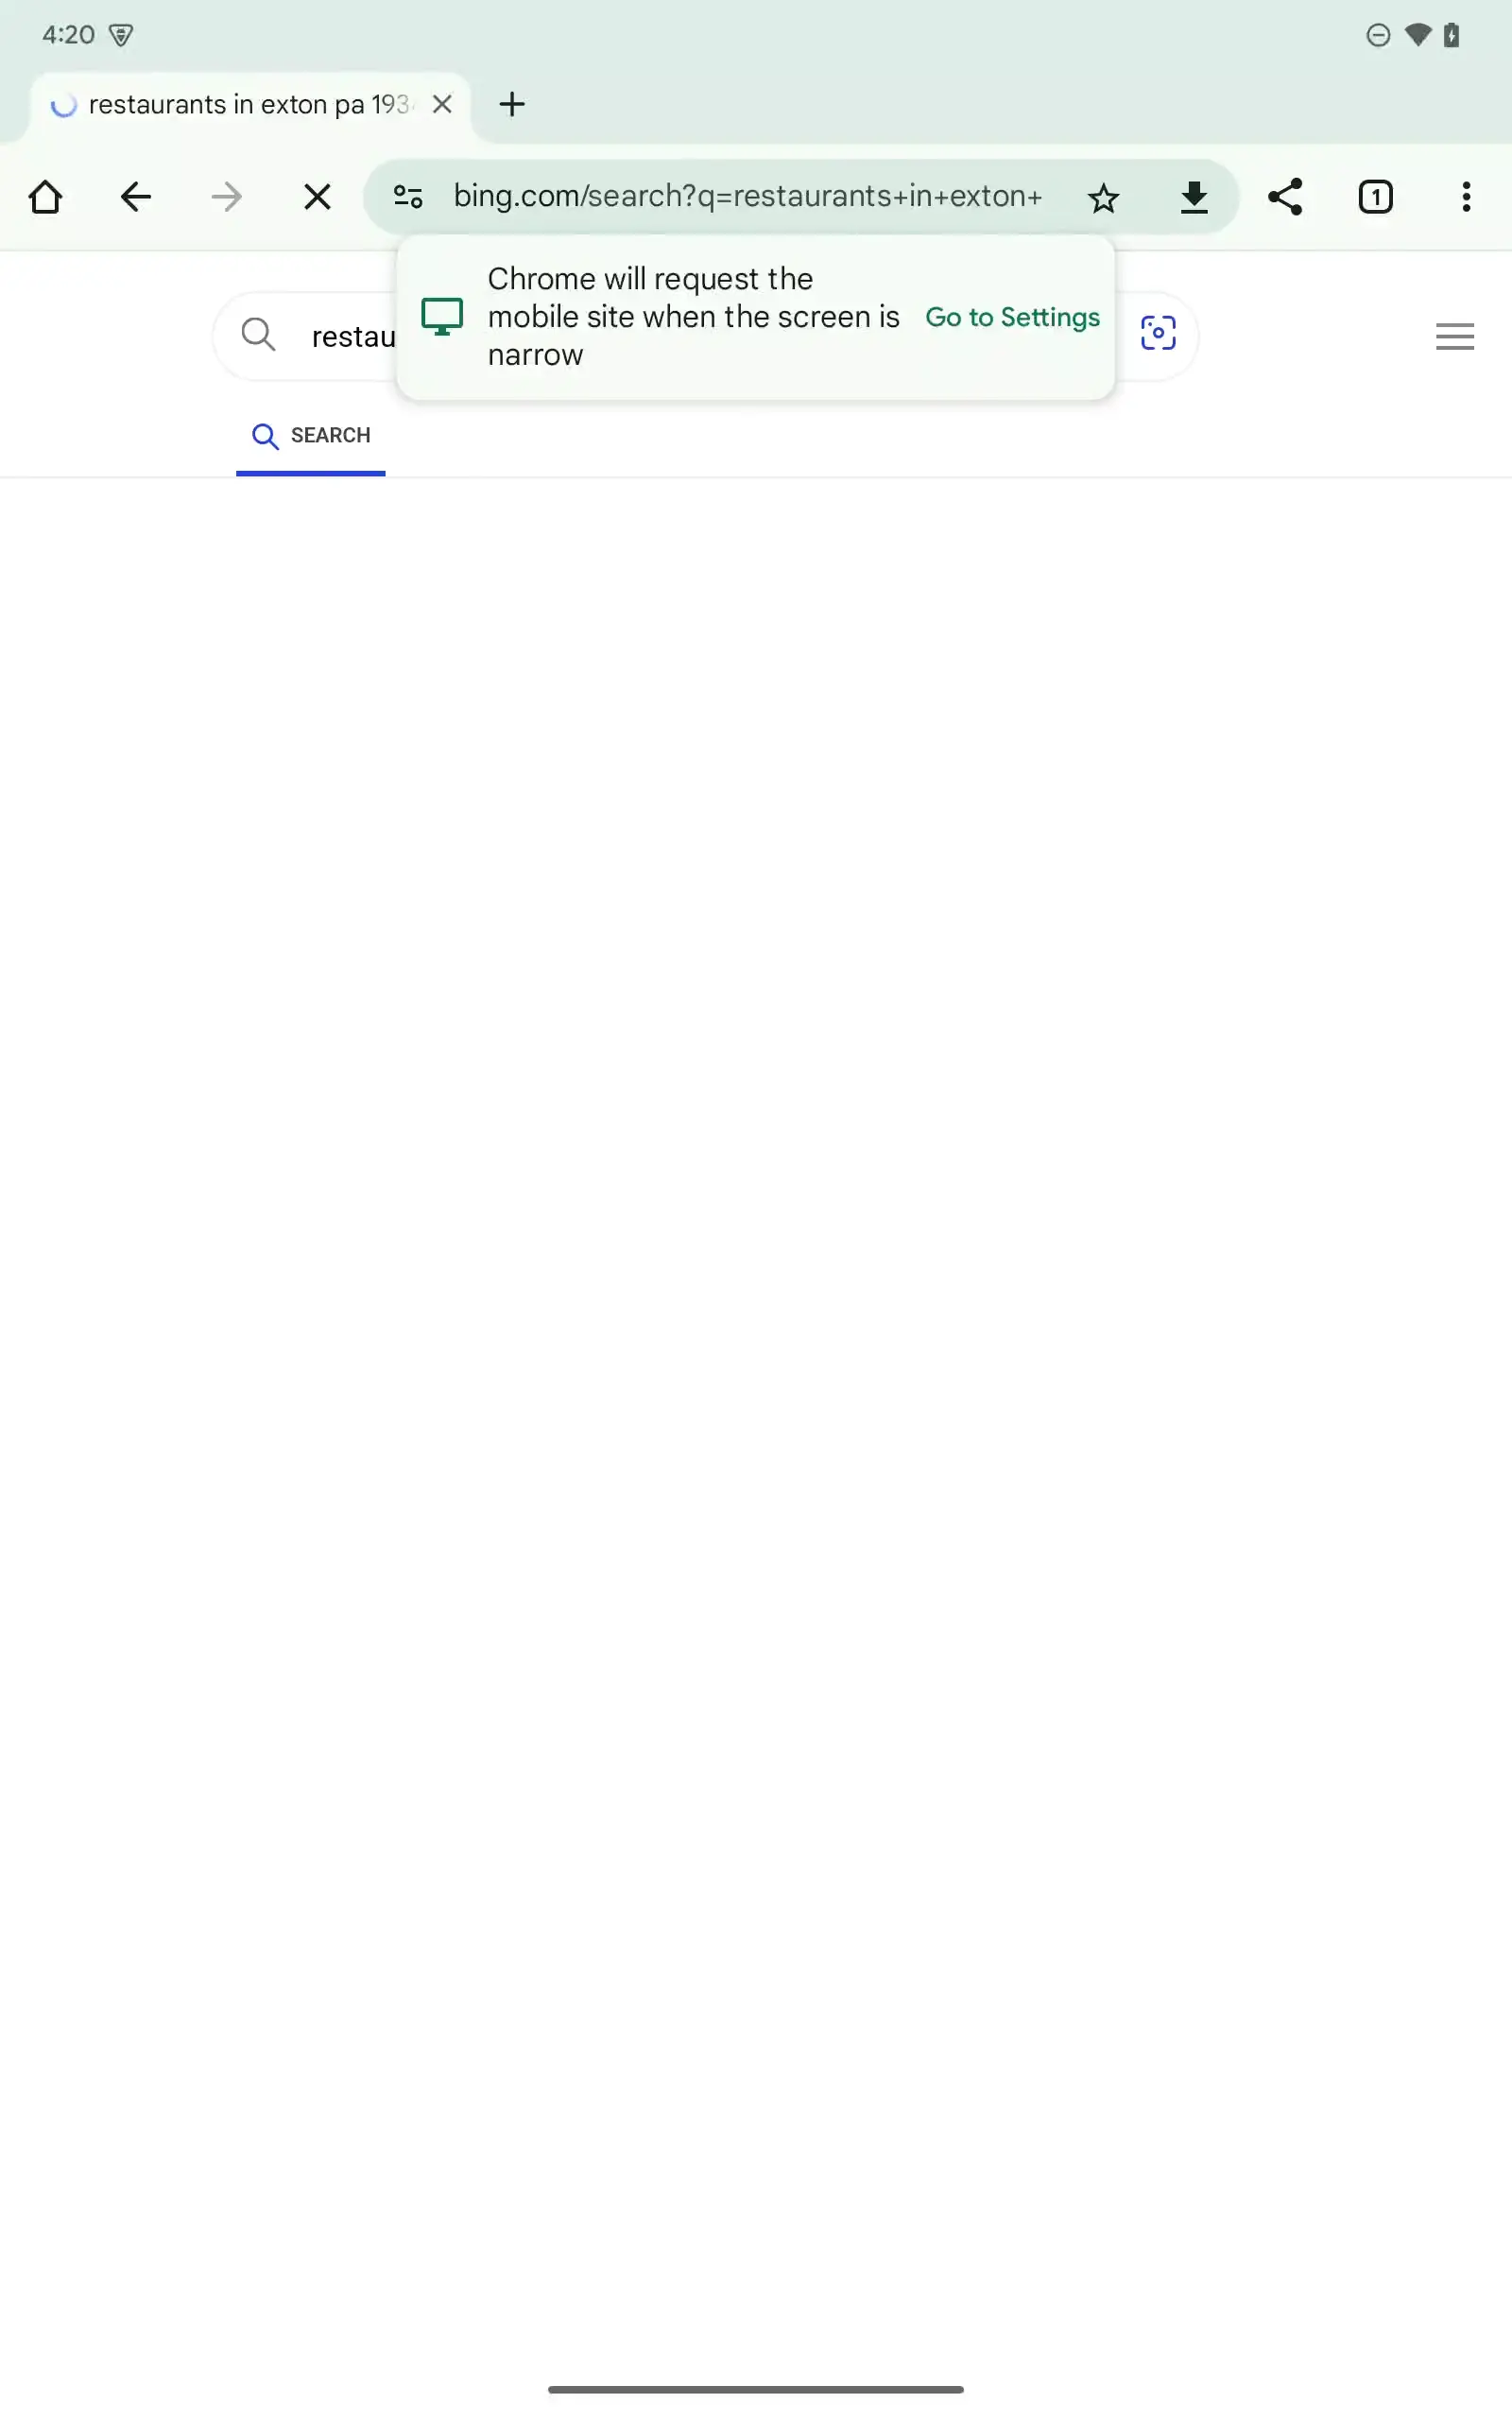 4:20
restaurants in exton pa 193
bing.com/search?q=restaurants+in+exton+
1
Chrome will request the
mobile site when the screen is
narrow
Go to Settings
restau
SEARCH